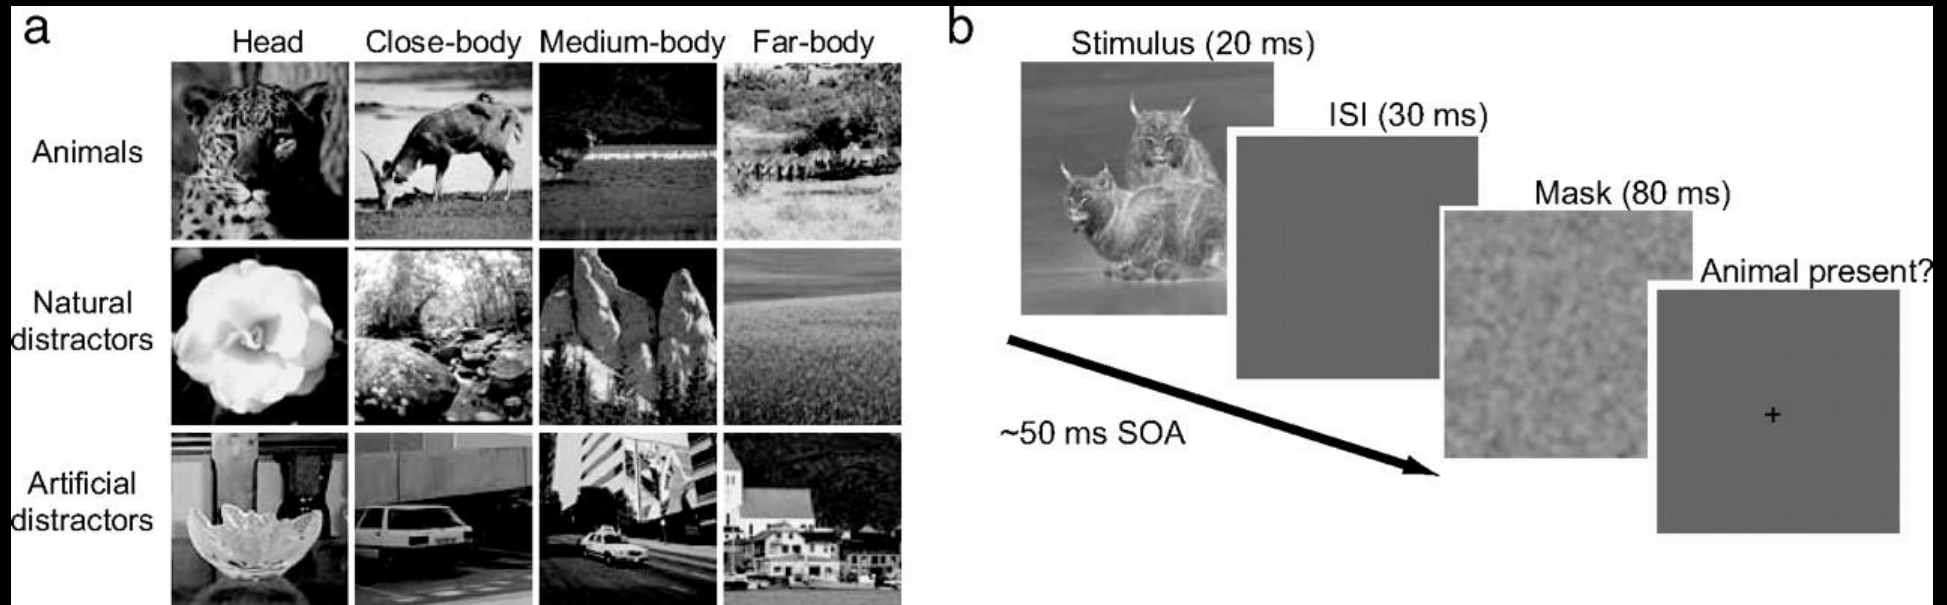 a
Head Close-body Medium-body Far-body
Animals
Natural
distractors
Artificial
distractors
b
Stimulus (20 ms)
ISI (30 ms)
Mask (80 ms)
Animal present?
+
~50 ms SOA